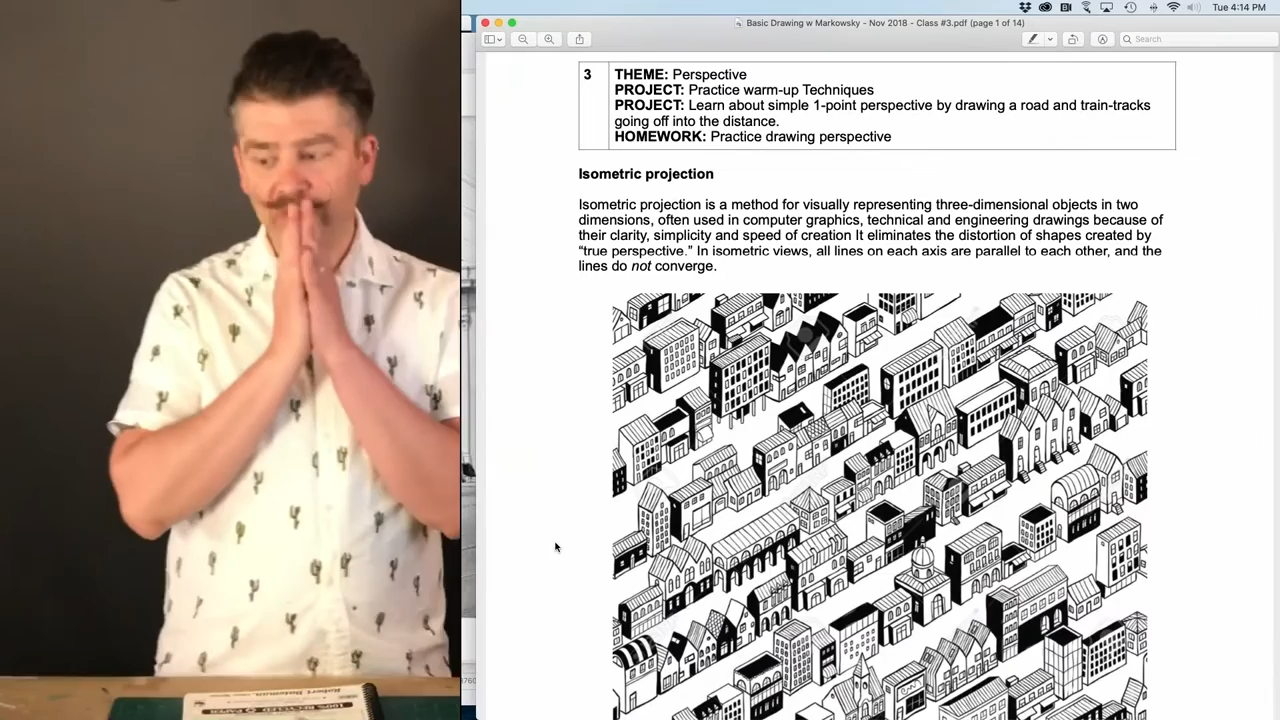 Tue 4:14 PM
Basic Drawing w Markowsky - Nov 2018 - Class #3.pdf (page 1 of 14)
Search
3 THEME: Perspective
PROJECT: Practice warm-up Techniques
PROJECT: Learn about simple 1-point perspective by drawing a road and train-tracks
going off into the distance.
HOMEWORK: Practice drawing perspective
Isometric projection
Isometric projection is a method for visually representing three-dimensional objects in two
dimensions, often used in computer graphics, technical and engineering drawings because of
their clarity, simplicity and speed of creation It eliminates the distortion of shapes created by
“true perspective.” In isometric views, all lines on each axis are parallel to each other, and the
lines do not converge.
Robert Bateman
100% RECYCLED PAPER